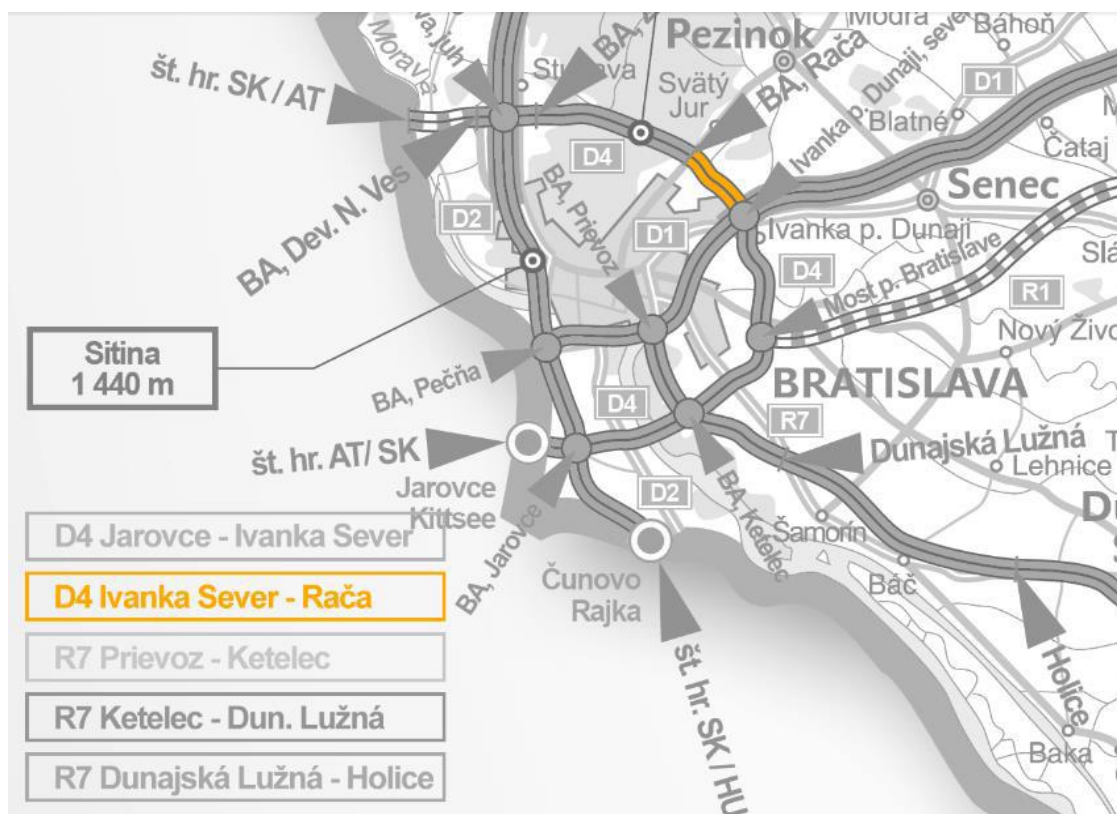 Pezinok
Modra
Báhoň
BA, Rača
Dunaji, sever
D1
št. hr. SK / AT
Morava
Svätý
Jur
Blatné
Čataj
D4
Ivanka
Senec
BA, Dev. N. Ves
D2
BA, Prievoz
D1
Ivanka p. Dunaji
D4
Most p. Bratislave
R1
Sitina
1 440 m
BA, Pečňa
BRATISLAVA
D4
R7
Dunajská Lužná
Lehnice
št. hr. AT/ SK
Jarovce
Kittsee
D2
BA, Ketelec
Šamorín
BA, Jarovce
Čunovo
Rajka
Báč
Holice
št. hr. SK / HU
Baka
D4 Jarovce - Ivanka Sever
D4 Ivanka Sever - Rača
R7 Prievoz - Ketelec
R7 Ketelec - Dun. Lužná
R7 Dunajská Lužná - Holice